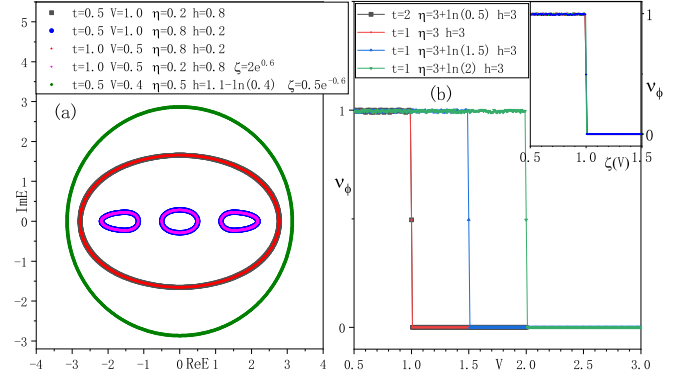 t=0.5 V=1.0 η=0.2 h=0.8
t=0.5 V=1.0 η=0.8 h=0.2
t=1.0 V=0.5 η=0.8 h=0.2
t=1.0 V=0.5 η=0.2 h=0.8 ζ=2e^0.6
t=0.5 V=0.4 η=0.5 h=1.1-ln(0.4) ζ=0.5e^-0.6
(a)
ImE
5
4
3
2
1
0
-1
-2
-3
-4 -3 -2 -1 0 1 2 3 4
ReE
t=2 η=3+ln(0.5) h=3
t=1 η=3 h=3
t=1 η=3+ln(1.5) h=3
t=1 η=3+ln(2) h=3
(b)
1
ν_ϕ
0
0.5 1.0 1.5 2.0 2.5 3.0
V
1
ν_ϕ
0
0.5 1.0 1.5
ζ(V)